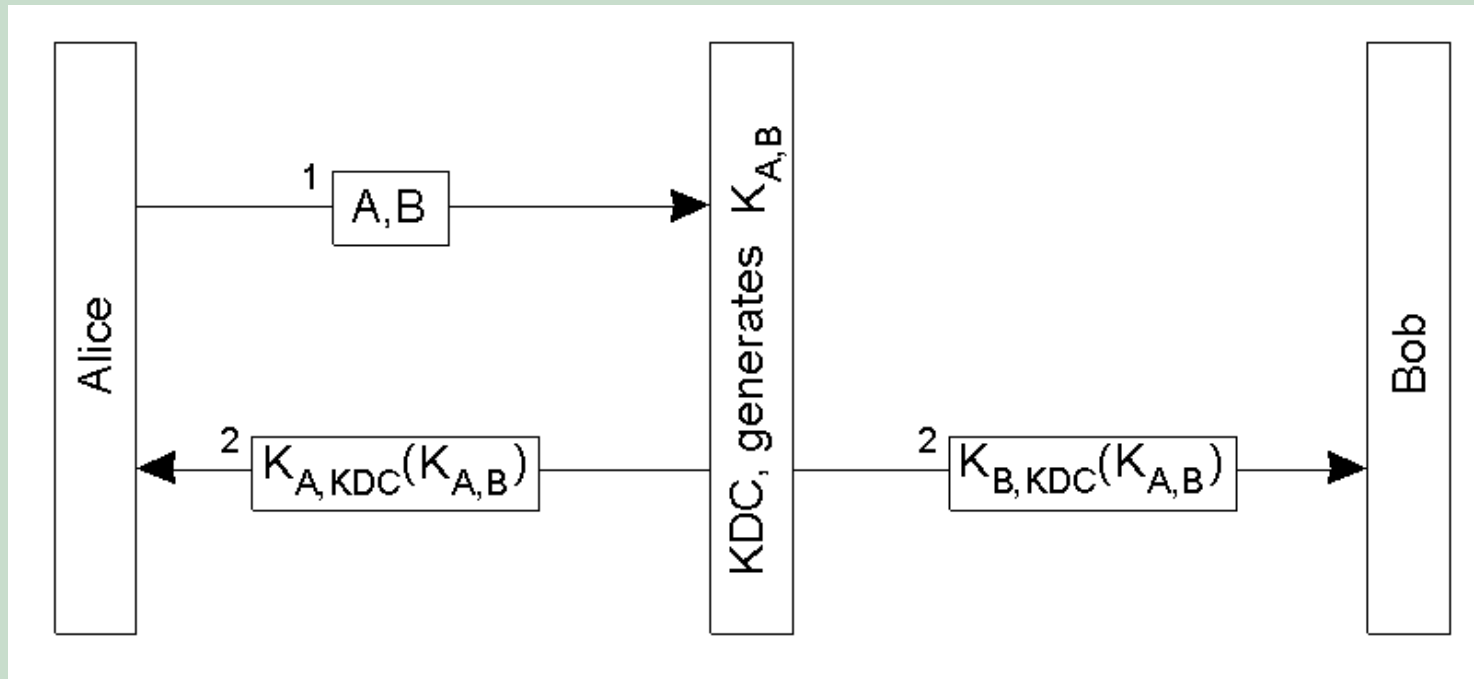 Alice
1
A,B
KDC, generates K_A,B
2
K_A,KDC(K_A,B)
2
K_B,KDC(K_A,B)
Bob